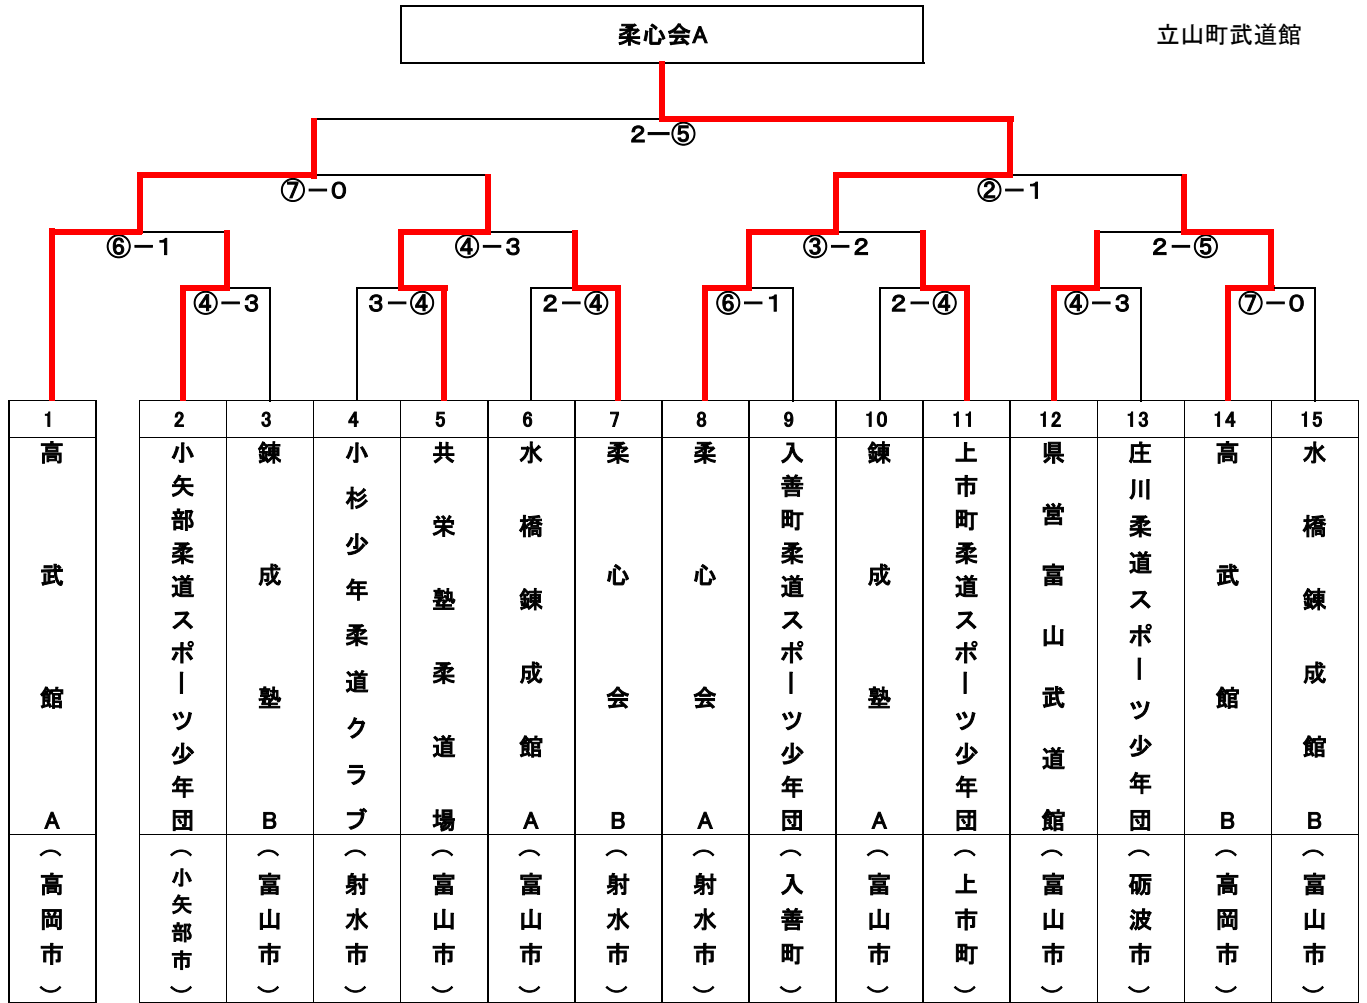 柔心会A
立山町武道館
2－⑤
⑦－0
②－1
⑥－1
④－3
③－2
2－⑤
④－3
3－④
2－④
⑥－1
2－④
④－3
⑦－0
1
高武館A
（高岡市）
2
小矢部柔道スポーツ少年団
（小矢部市）
3
錬成塾B
（富山市）
4
小杉少年柔道クラブ
（射水市）
5
共栄塾柔道場
（富山市）
6
水橋錬成館A
（富山市）
7
柔心会B
（射水市）
8
柔心会A
（射水市）
9
入善町柔道スポーツ少年団
（入善町）
10
錬成塾A
（富山市）
11
上市町柔道スポーツ少年団
（上市町）
12
県営富山武道館
（富山市）
13
庄川柔道スポーツ少年団
（砺波市）
14
高武館B
（高岡市）
15
水橋錬成館B
（富山市）